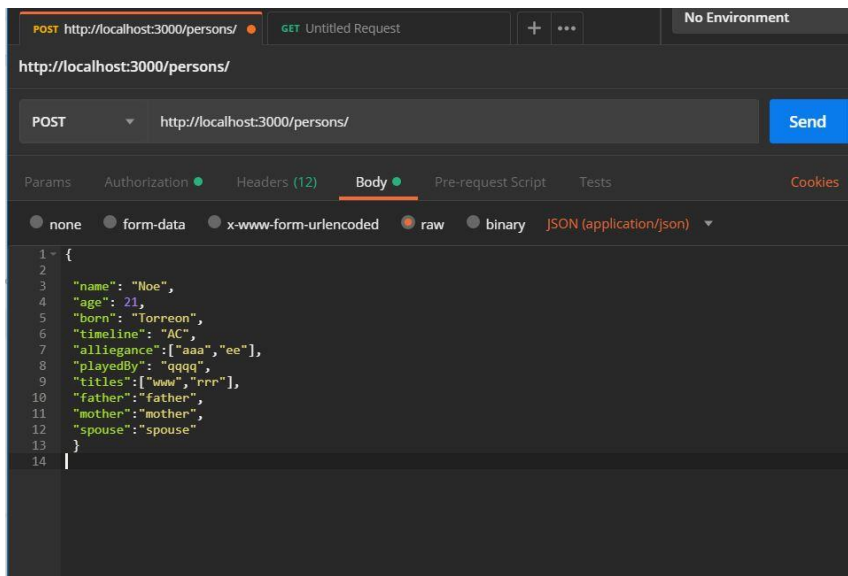 POST http://localhost:3000/persons/ GET Untitled Request + ••• No Environment
http://localhost:3000/persons/
POST http://localhost:3000/persons/ Send
Params Authorization Headers (12) Body Pre-request Script Tests Cookies
none form-data x-www-form-urlencoded raw binary JSON (application/json)
1 {
2
3 "name": "Noe",
4 "age": 21,
5 "born": "Torreon",
6 "timeline": "AC",
7 "alliegance":["aaa","ee"],
8 "playedBy": "qqqq",
9 "titles":["www","rrr"],
10 "father":"father",
11 "mother":"mother",
12 "spouse":"spouse"
13 }
14